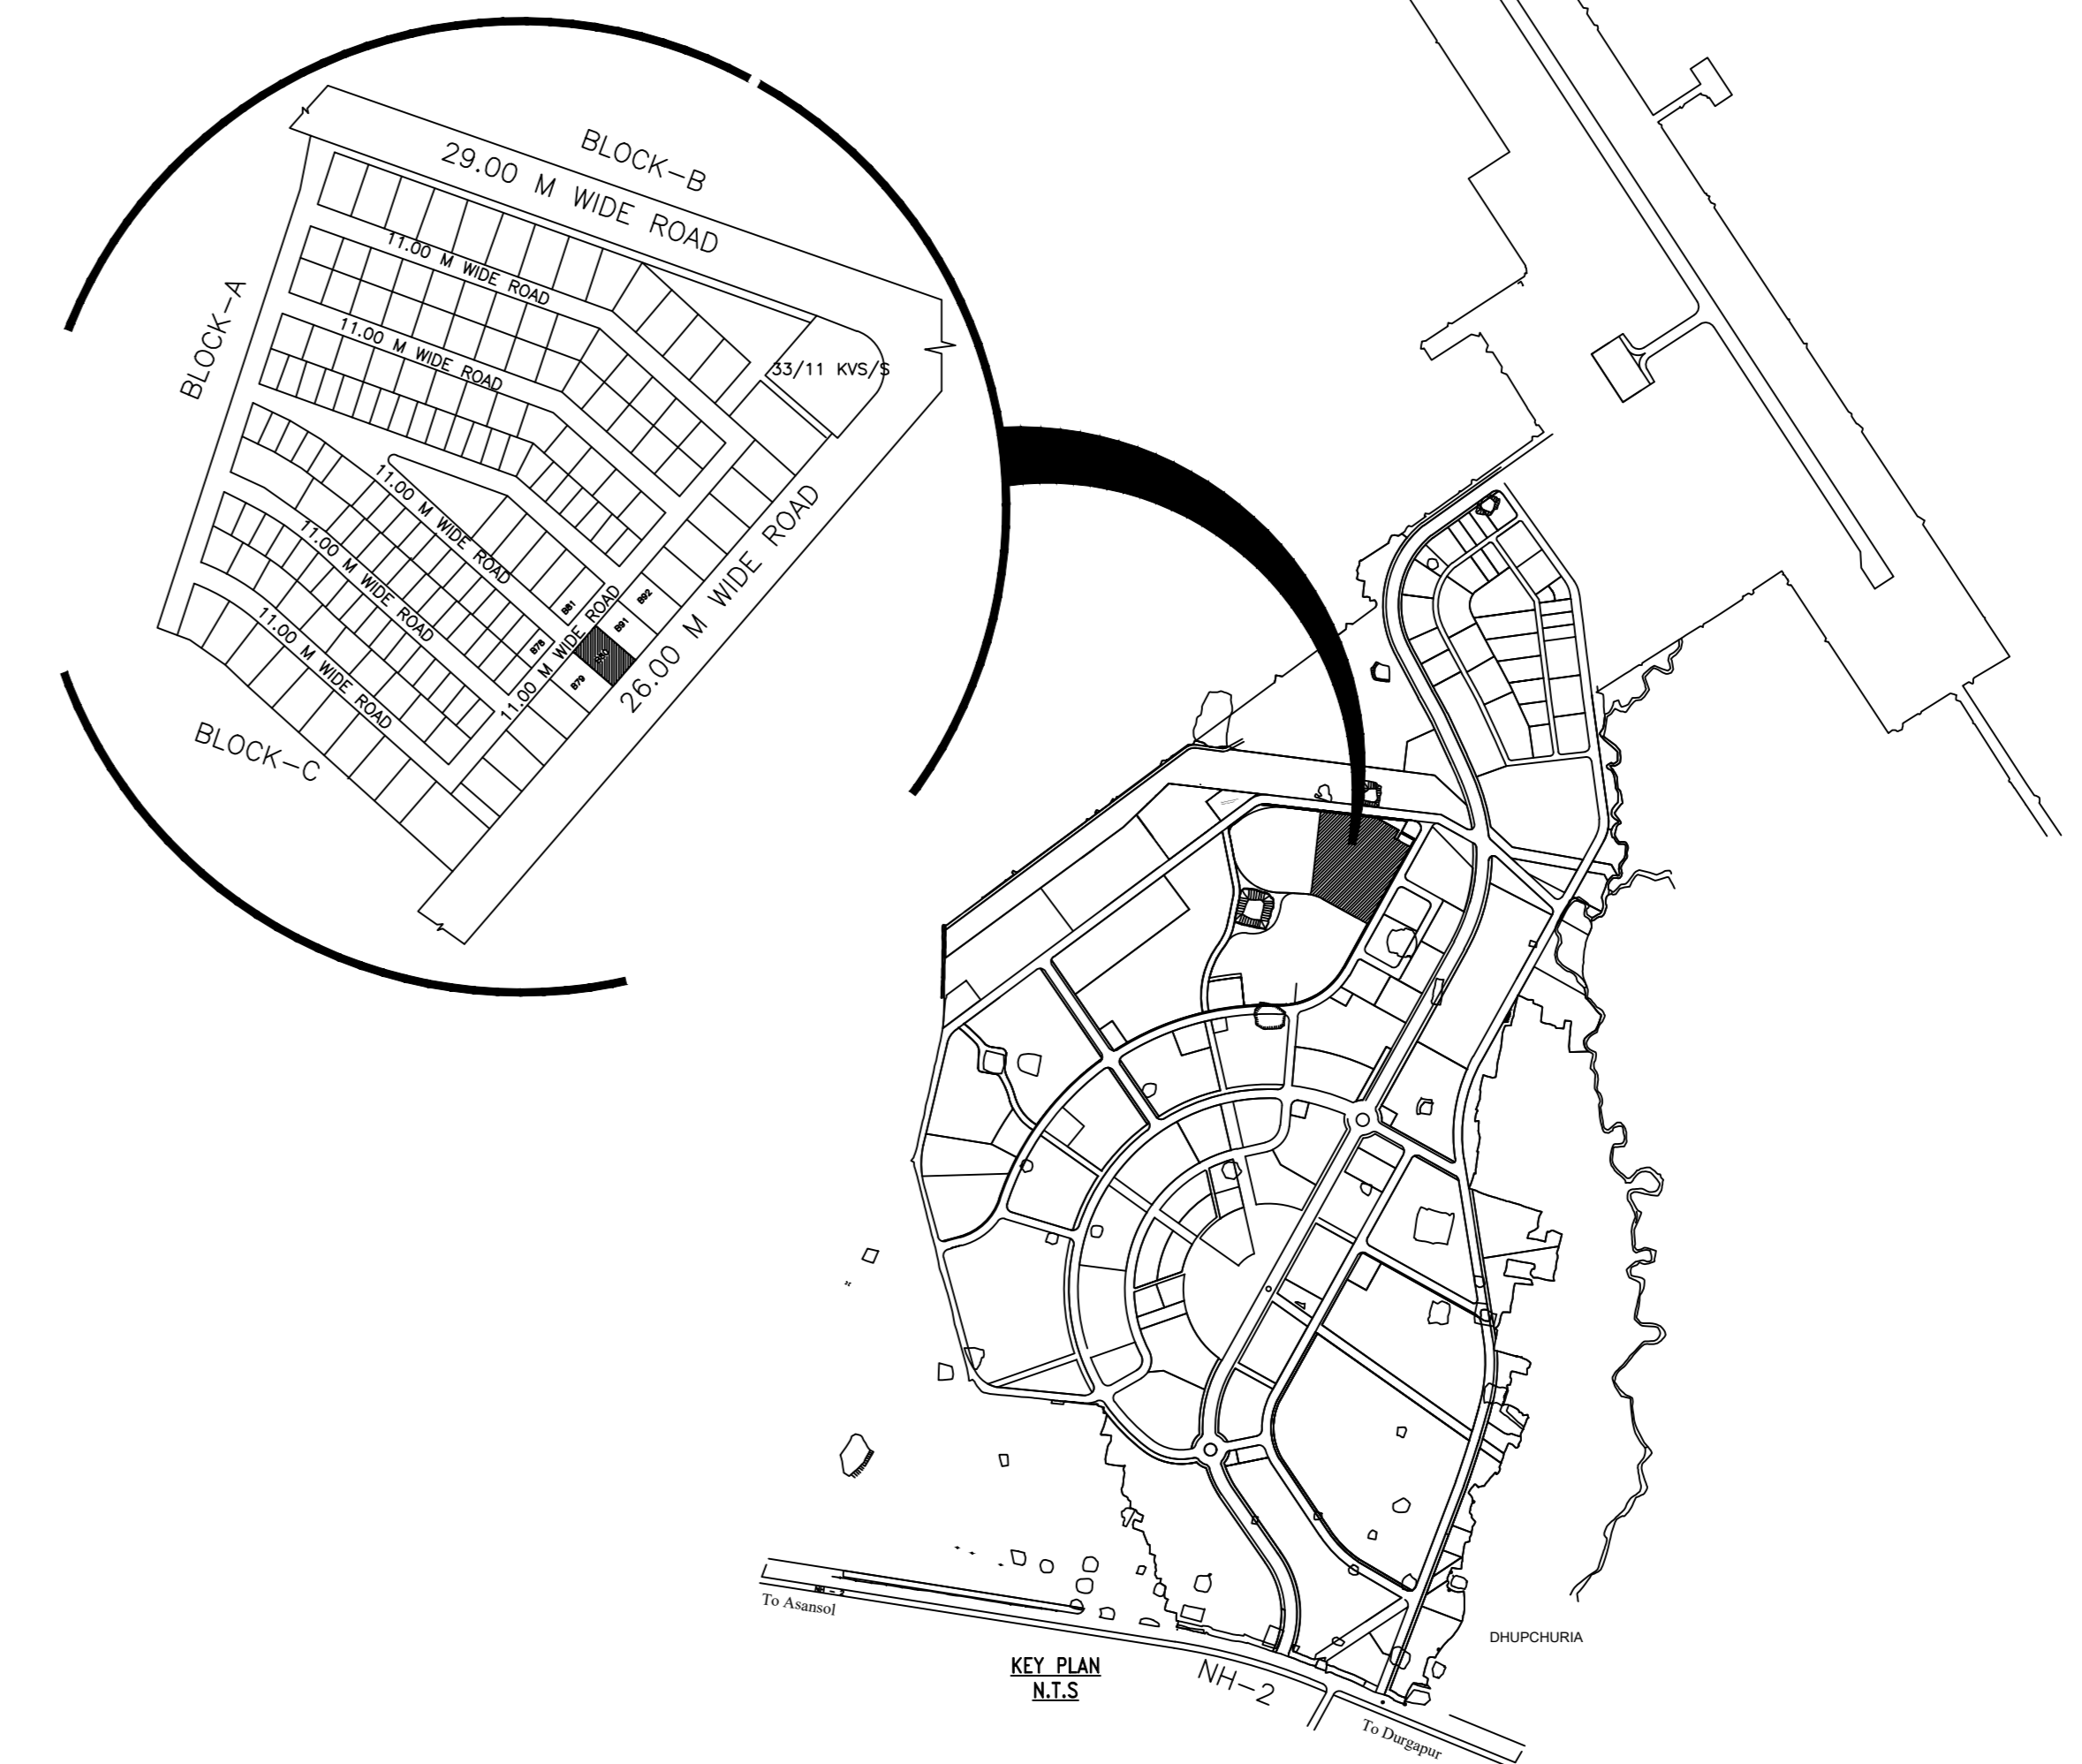 BLOCK-B
29.00 M WIDE ROAD
11.00 M WIDE ROAD
11.00 M WIDE ROAD
33/11 KVS/S
BLOCK-A
11.00 M WIDE ROAD
11.00 M WIDE ROAD
11.00 M WIDE ROAD
11.00 M WIDE ROAD
B81
B92
B91
B78
B79
26.00 M WIDE ROAD
BLOCK-C
NH-2
To Asansol
KEY PLAN
N.T.S
NH-2
To Durgapur
DHUPCHURIA